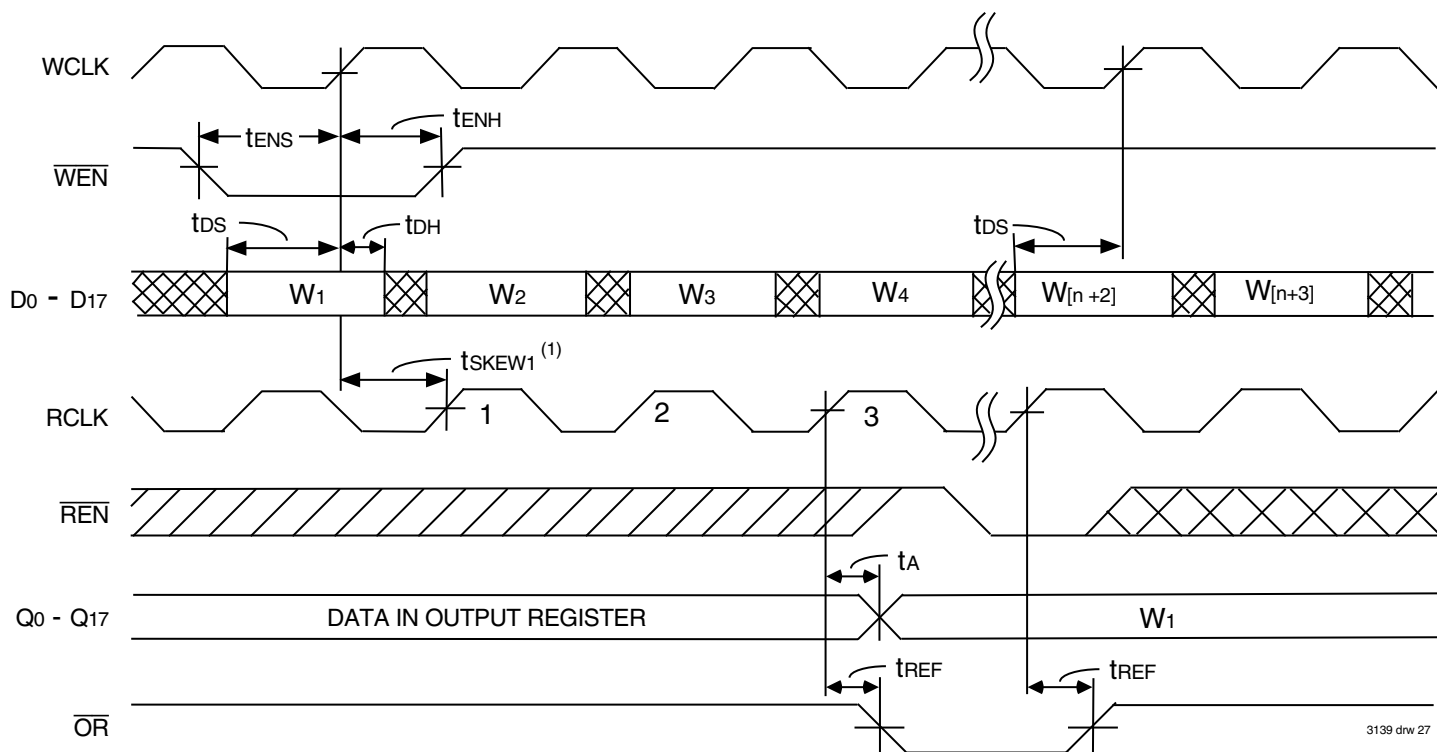 WCLK
tENS
tENH
WEN
tDS
tDH
tDS
D0 - D17
W1
W2
W3
W4
W[n +2]
W[n+3]
tSKEW1 (1)
RCLK
1
2
3
REN
tA
Q0 - Q17
DATA IN OUTPUT REGISTER
W1
tREF
tREF
OR
3139 drw 27